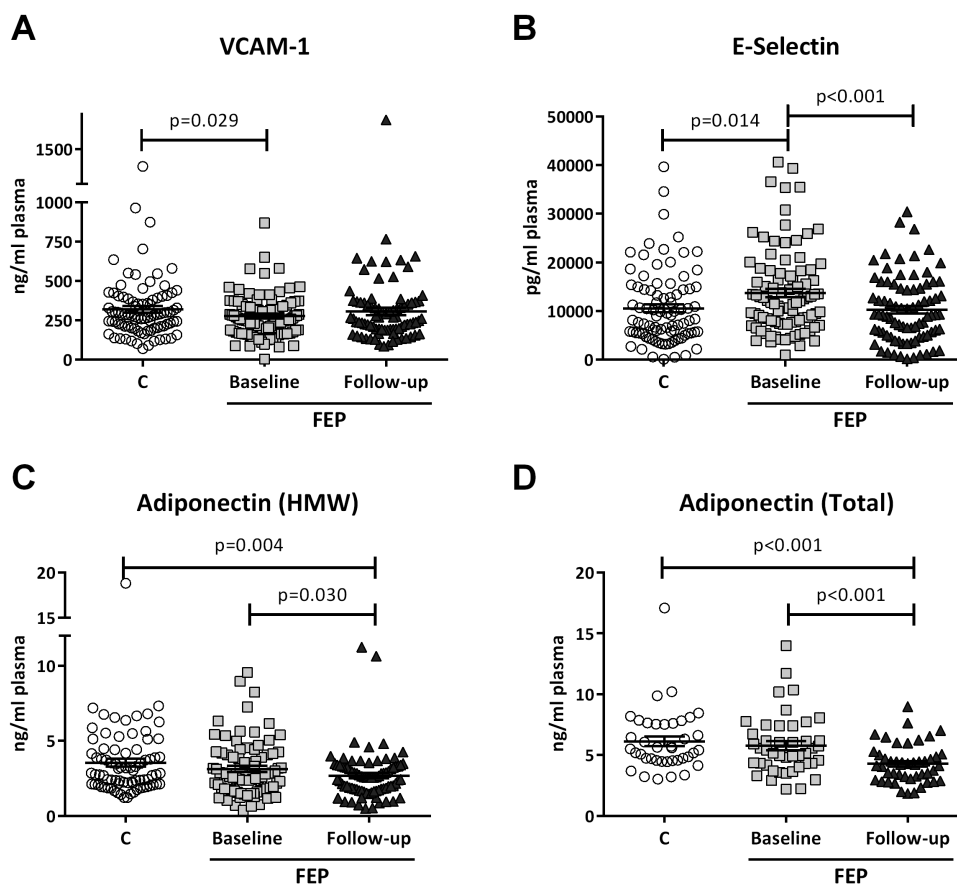 A
VCAM-1
p=0.029
1500
1000
750
500
250
0
ng/ml plasma
C
Baseline
Follow-up
FEP
B
E-Selectin
p<0.001
p=0.014
50000
40000
30000
20000
10000
0
pg/ml plasma
C
Baseline
Follow-up
FEP
C
Adiponectin (HMW)
p=0.004
p=0.030
20
15
10
5
0
ng/ml plasma
C
Baseline
Follow-up
FEP
D
Adiponectin (Total)
p<0.001
p<0.001
20
15
10
5
0
ng/ml plasma
C
Baseline
Follow-up
FEP